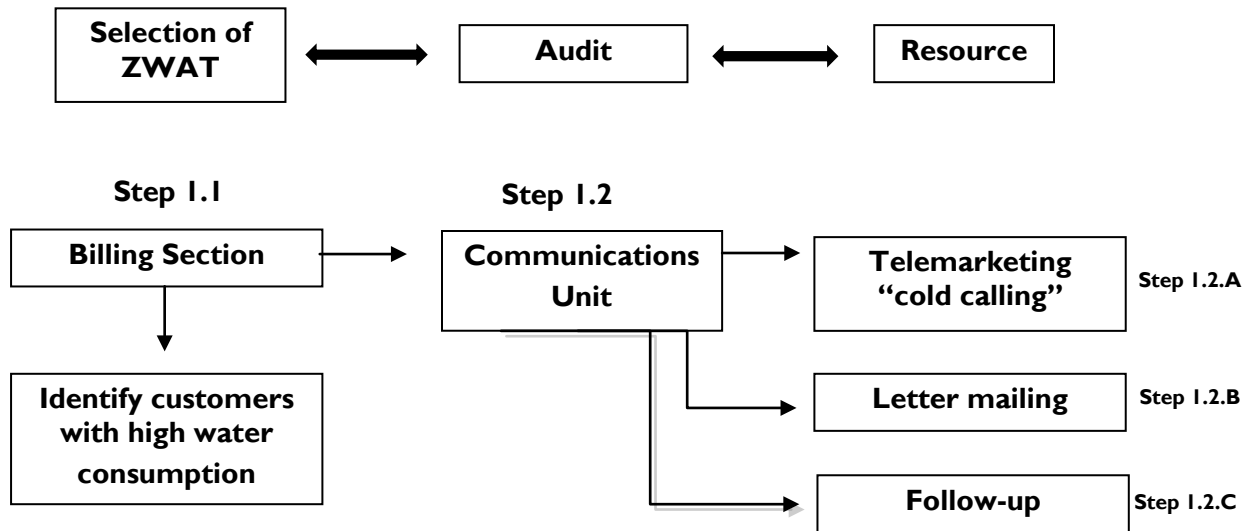 Selection of
ZWAT
Audit
Resource
Step 1.1
Step 1.2
Billing Section
Communications
Unit
Telemarketing
“cold calling”
Step 1.2.A
Identify customers
with high water
consumption
Letter mailing
Step 1.2.B
Follow-up
Step 1.2.C